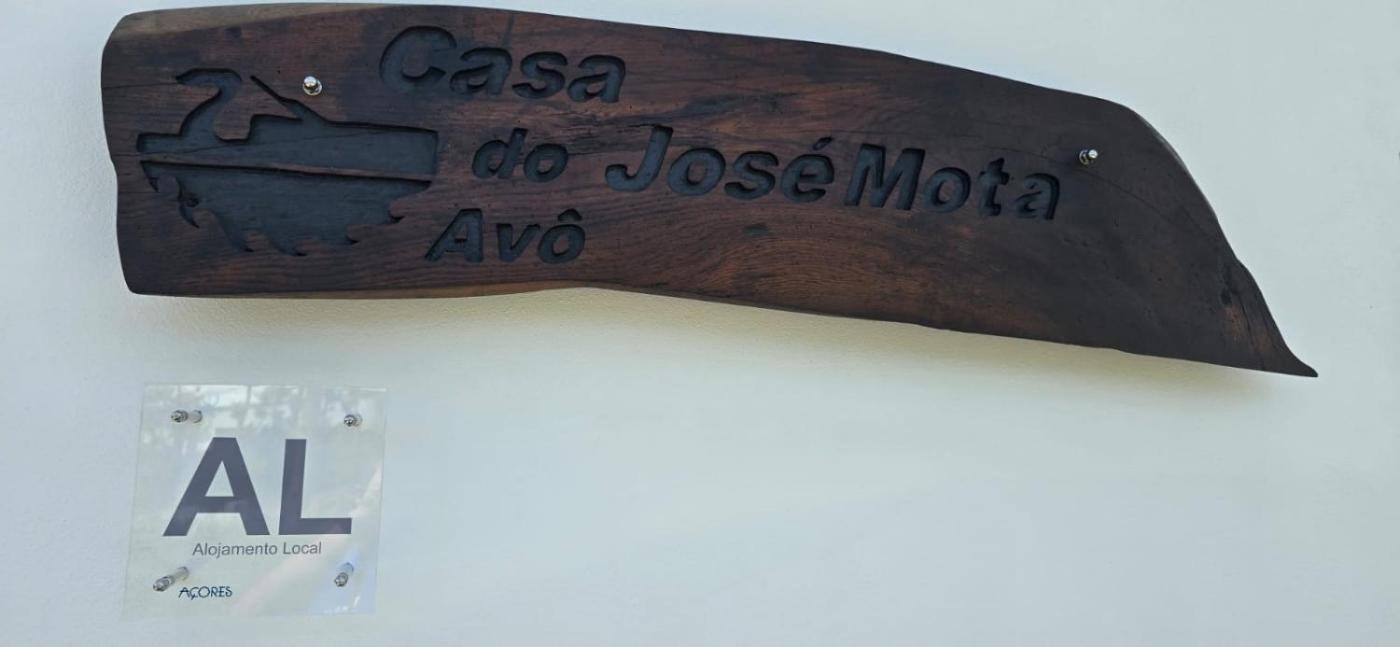 Casa
do José Mota
Avô
AL
Alojamento Local
AÇORES